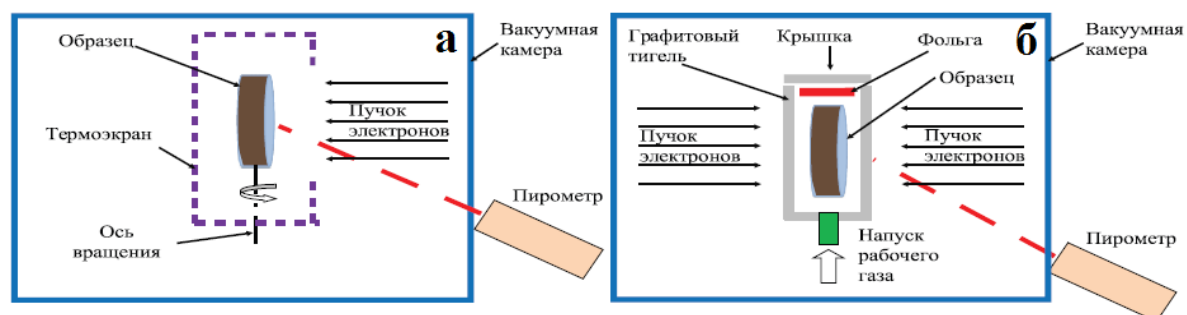 Образец
а
Вакуумная
камера
Пучок
электронов
Термоэкран
Пирометр
Ось
вращения
Графитовый
тигель
Крышка
Фольга
б
Вакуумная
камера
Образец
Пучок
электронов
Пучок
электронов
Напуск
рабочего
газа
Пирометр